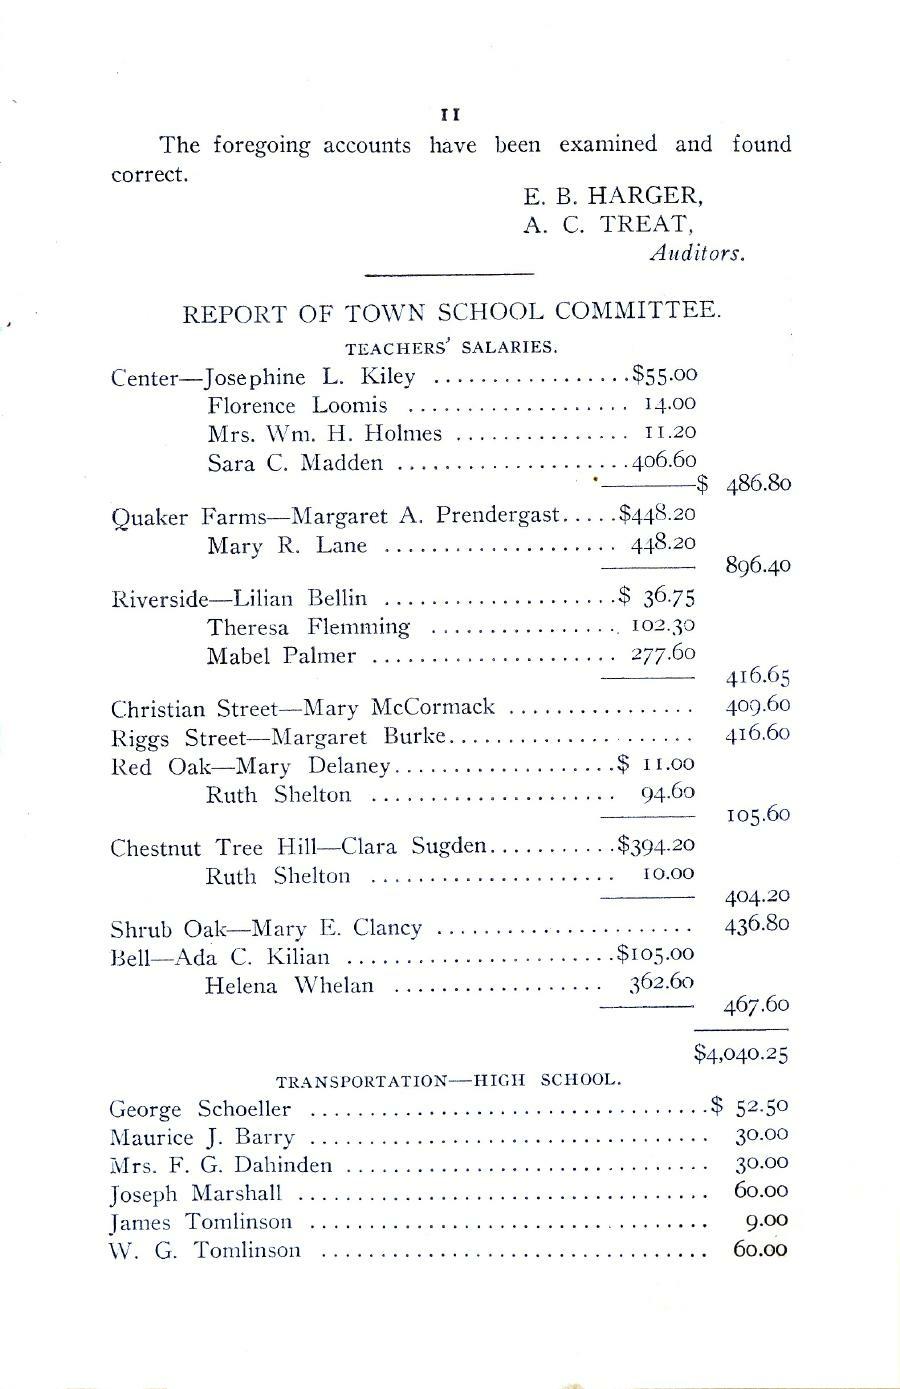 11
The foregoing accounts have been examined and found
correct.
E. B. HARGER,
A. C. TREAT,
Auditors.
REPORT OF TOWN SCHOOL COMMITTEE.
TEACHERS' SALARIES.
Center—Josephine L. Kiley .................$55.00
Florence Loomis ................... 14.00
Mrs. Wm. H. Holmes ............... 11.20
Sara C. Madden ....................406.60
$ 486.80
Quaker Farms—Margaret A. Prendergast.....$448.20
Mary R. Lane .................... 448.20
896.40
Riverside—Lilian Bellin ....................$ 36.75
Theresa Flemming ................ 102.30
Mabel Palmer ..................... 277.60
416.65
Christian Street—Mary McCormack ................ 409.60
Riggs Street—Margaret Burke..................... 416.60
Red Oak—Mary Delaney...................$ 11.00
Ruth Shelton ..................... 94.60
105.60
Chestnut Tree Hill—Clara Sugden...........$394.20
Ruth Shelton ..................... 10.00
404.20
Shrub Oak—Mary E. Clancy ...................... 436.80
Bell—Ada C. Kilian .......................$105.00
Helena Whelan .................. 362.60
467.60
$4,040.25
TRANSPORTATION—HIGH SCHOOL.
George Schoeller ..................................$ 52.50
Maurice J. Barry .................................. 30.00
Mrs. F. G. Dahinden ............................... 30.00
Joseph Marshall ................................... 60.00
James Tomlinson .................................. 9.00
W. G. Tomlinson ................................. 60.00